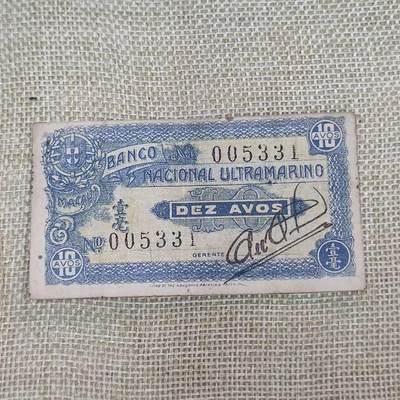 10 AVOS
BANCO No 005331
NACIONAL ULTRAMARINO
MACAU
壹毫
DEZ AVOS
No 005331
GERENTE
10 AVOS
壹毫